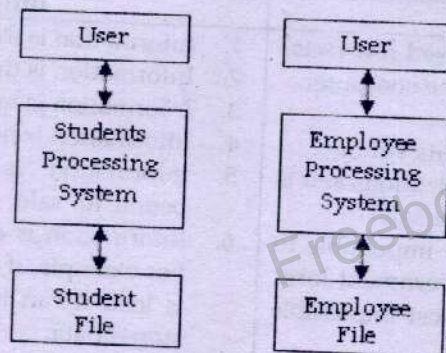 User
Students
Processing
System
Student
File
User
Employee
Processing
System
Employee
File